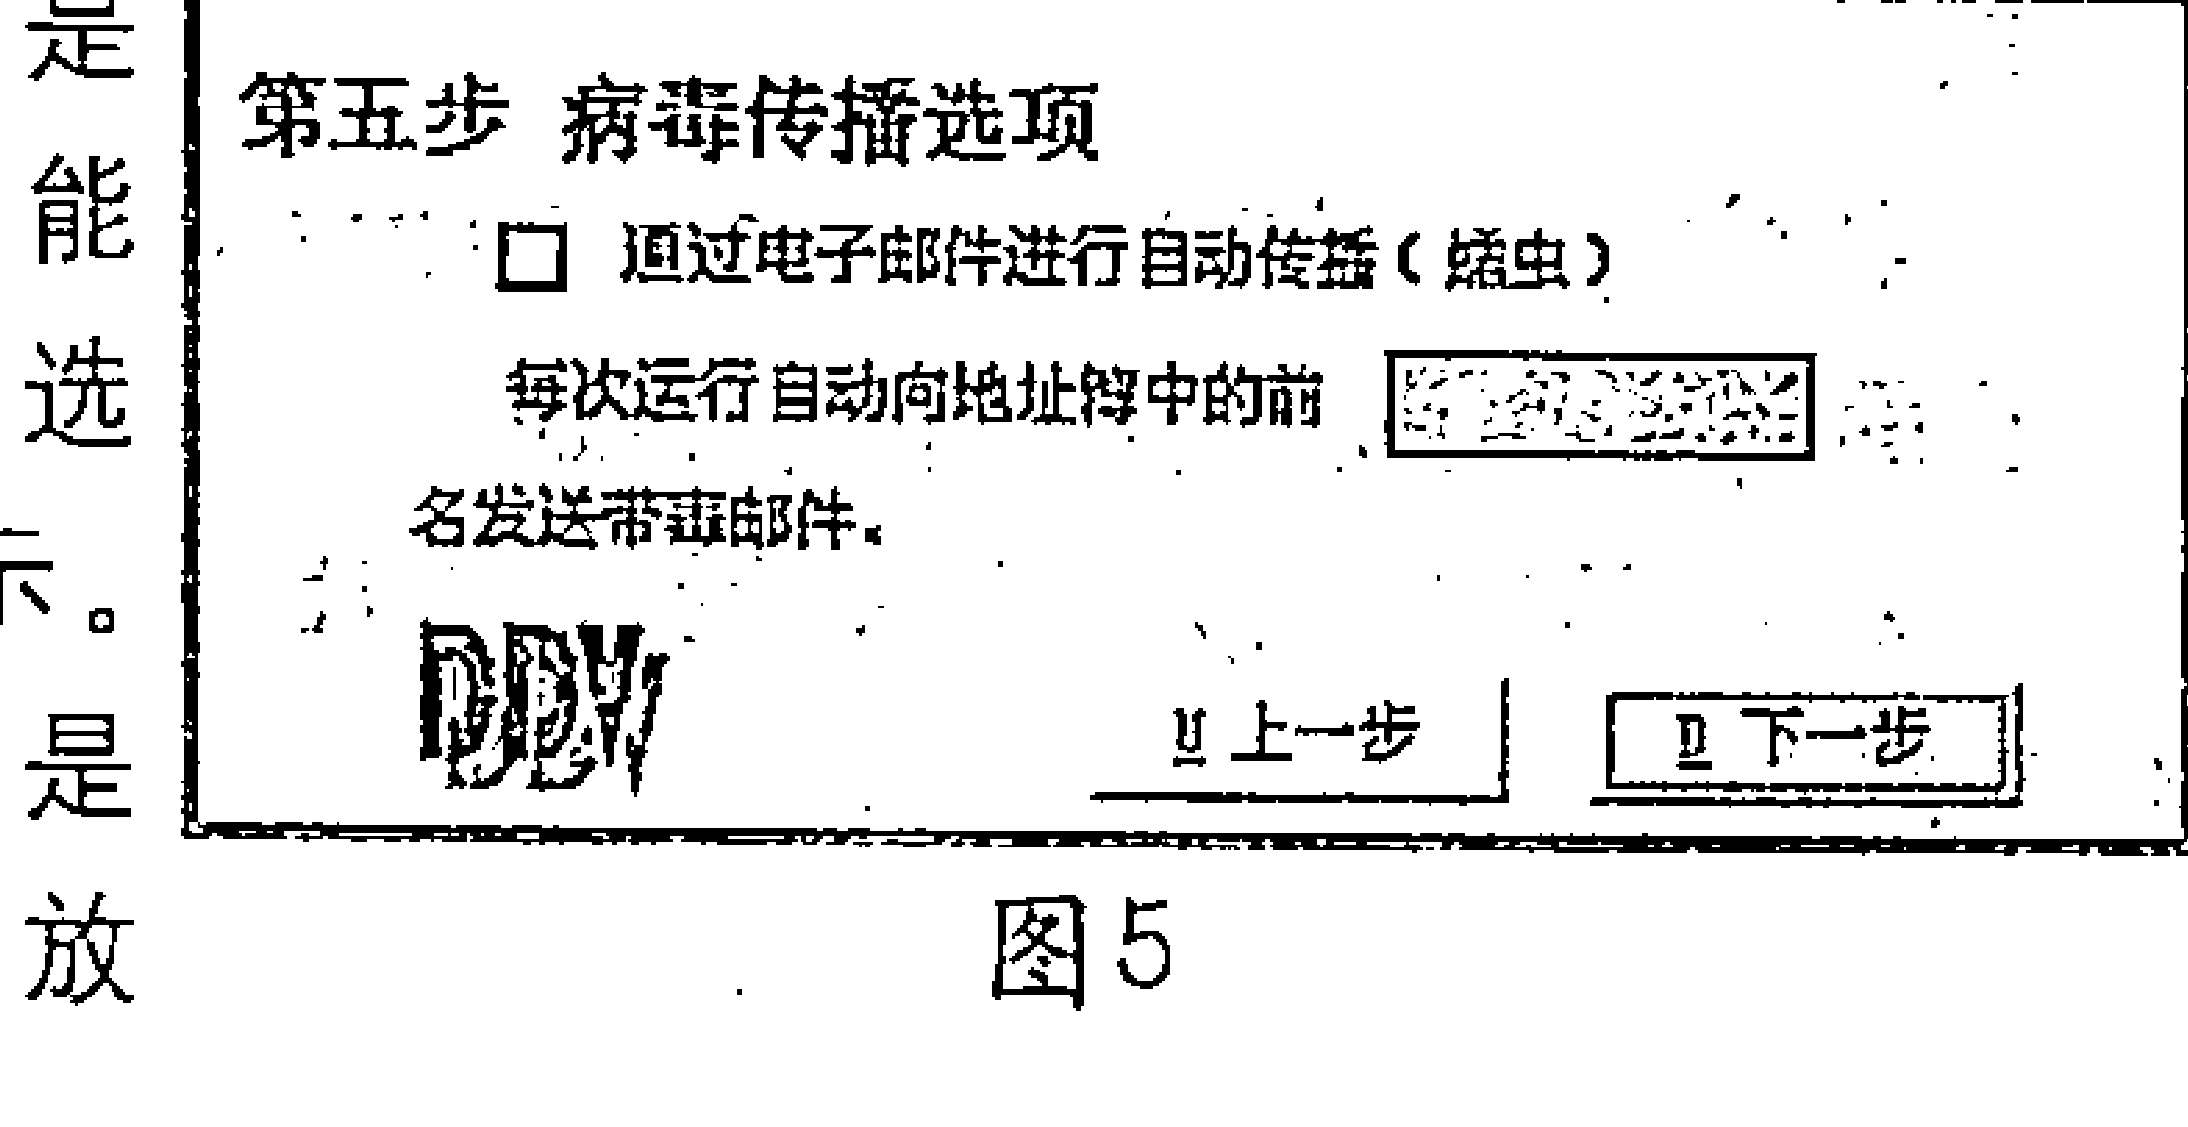 是
能
选
。
是
放
第五步 病毒传播选项
通过电子邮件进行自动传播(蠕虫)
每次运行自动向地址簿中的前
名发送带毒邮件.
U 上一步
D 下一步
图5